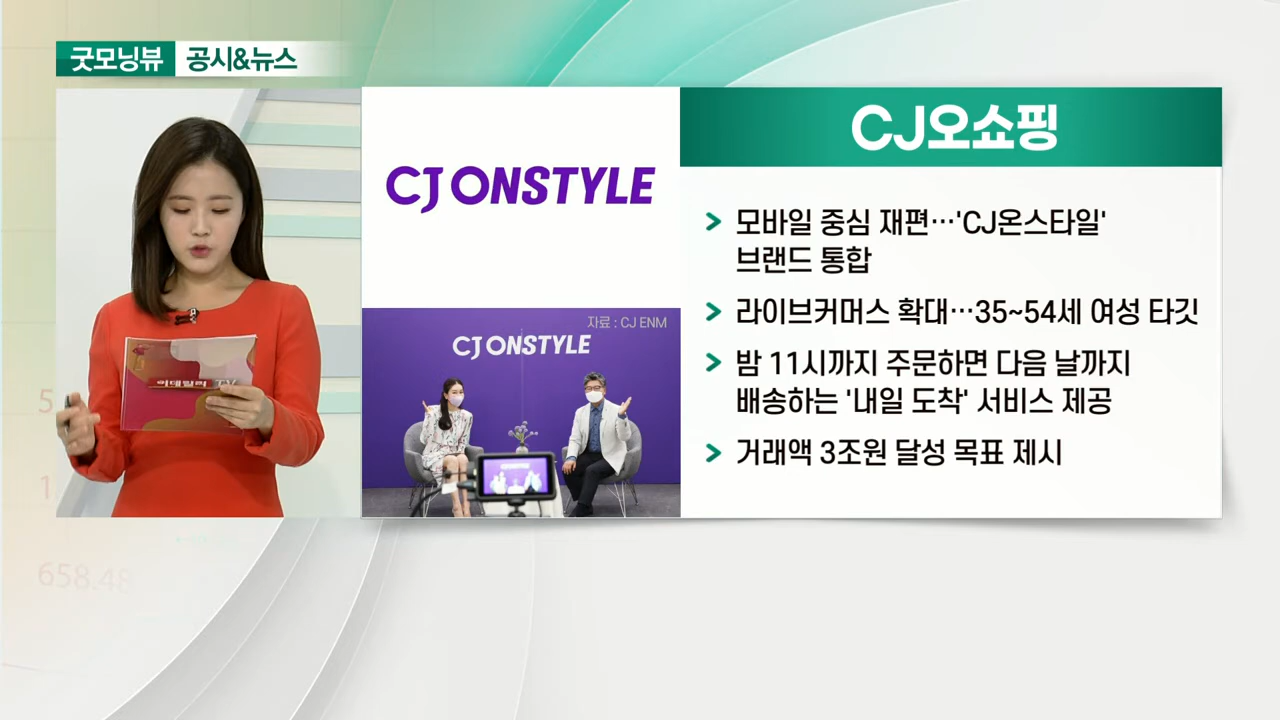 굿모닝뷰 공시&뉴스
CJ ONSTYLE
자료 : CJ ENM
CJ ONSTYLE
이데일리 TV
CJ오쇼핑
모바일 중심 재편…'CJ온스타일'
브랜드 통합
라이브커머스 확대…35~54세 여성 타깃
밤 11시까지 주문하면 다음 날까지
배송하는 '내일 도착' 서비스 제공
거래액 3조원 달성 목표 제시
658.48